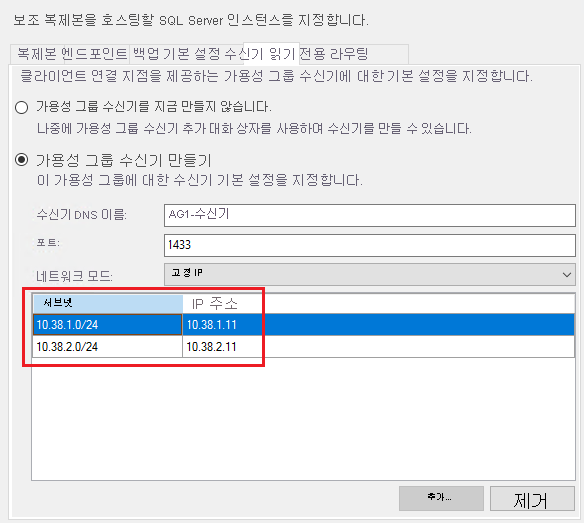 보조 복제본을 호스팅할 SQL Server 인스턴스를 지정합니다.
복제본 엔드포인트 백업 기본 설정 수신기 읽기 전용 라우팅
클라이언트 연결 지점을 제공하는 가용성 그룹 수신기에 대한 기본 설정을 지정합니다.
가용성 그룹 수신기를 지금 만들지 않습니다.
나중에 가용성 그룹 수신기 추가 대화 상자를 사용하여 수신기를 만들 수 있습니다.
가용성 그룹 수신기 만들기
이 가용성 그룹에 대한 수신기 기본 설정을 지정합니다.
수신기 DNS 이름: AG1-수신기
포트: 1433
네트워크 모드: 고정 IP
서브넷 IP 주소
10.38.1.0/24 10.38.1.11
10.38.2.0/24 10.38.2.11
추가... 제거